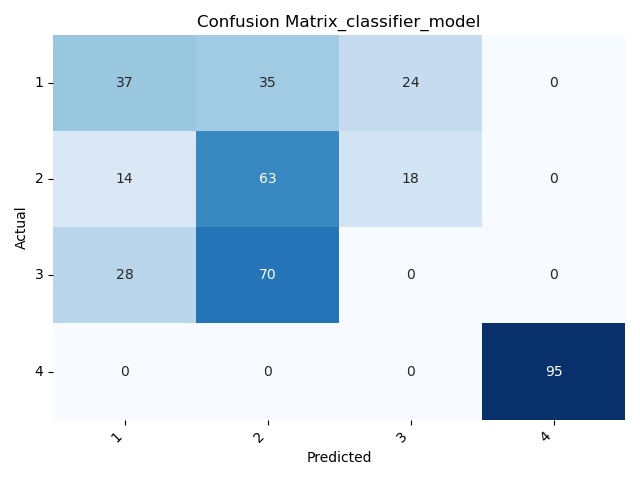 Confusion Matrix_classifier_model
1 37 35 24 0
2 14 63 18 0
Actual
3 28 70 0 0
4 0 0 0 95
1 2 3 4
Predicted